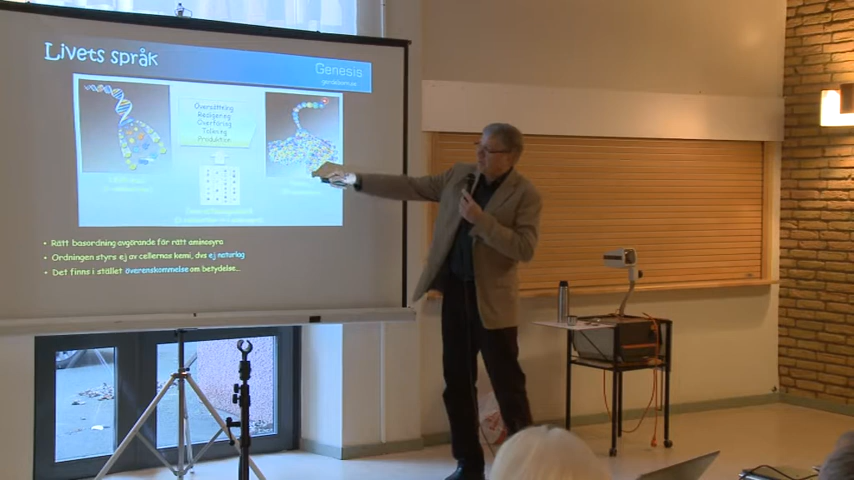 Livets språk
Genesis
Översättning
Redigering
Överföring
Tolkning
Produktion
• Rätt basordning avgörande för rätt aminosyra
• Ordningen styrs ej av cellernas kemi, dvs ej naturlag
• Det finns i stället överenskommelse om betydelse...